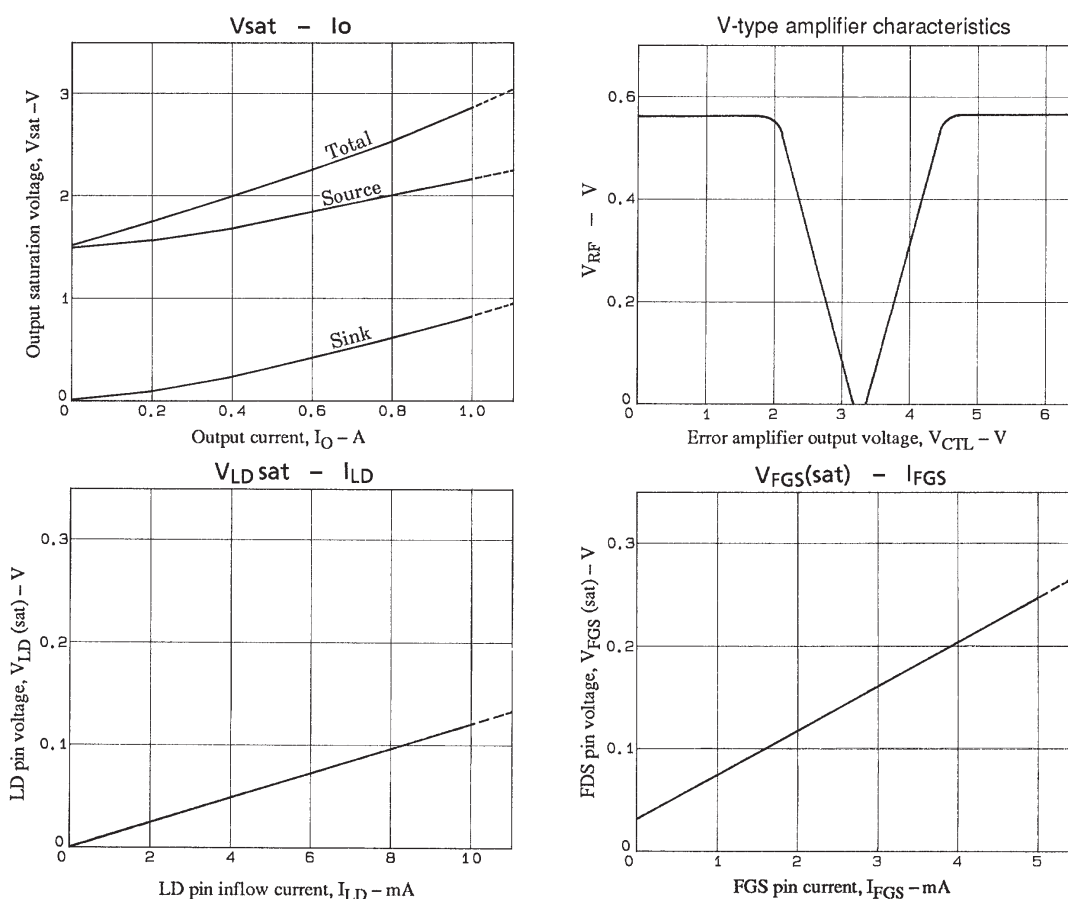 Vsat – Io
Output saturation voltage, Vsat –V
3
2
1
0
Total
Source
Sink
0 0.2 0.4 0.6 0.8 1.0
Output current, IO – A
V-type amplifier characteristics
VRF – V
0.6
0.4
0.2
0
0 1 2 3 4 5 6
Error amplifier output voltage, VCTL – V
VLD sat – ILD
LD pin voltage, VLD (sat) – V
0.3
0.2
0.1
0
0 2 4 6 8 10
LD pin inflow current, ILD – mA
VFGS(sat) – IFGS
FDS pin voltage, VFGS (sat) – V
0.3
0.2
0.1
0
0 1 2 3 4 5
FGS pin current, IFGS – mA